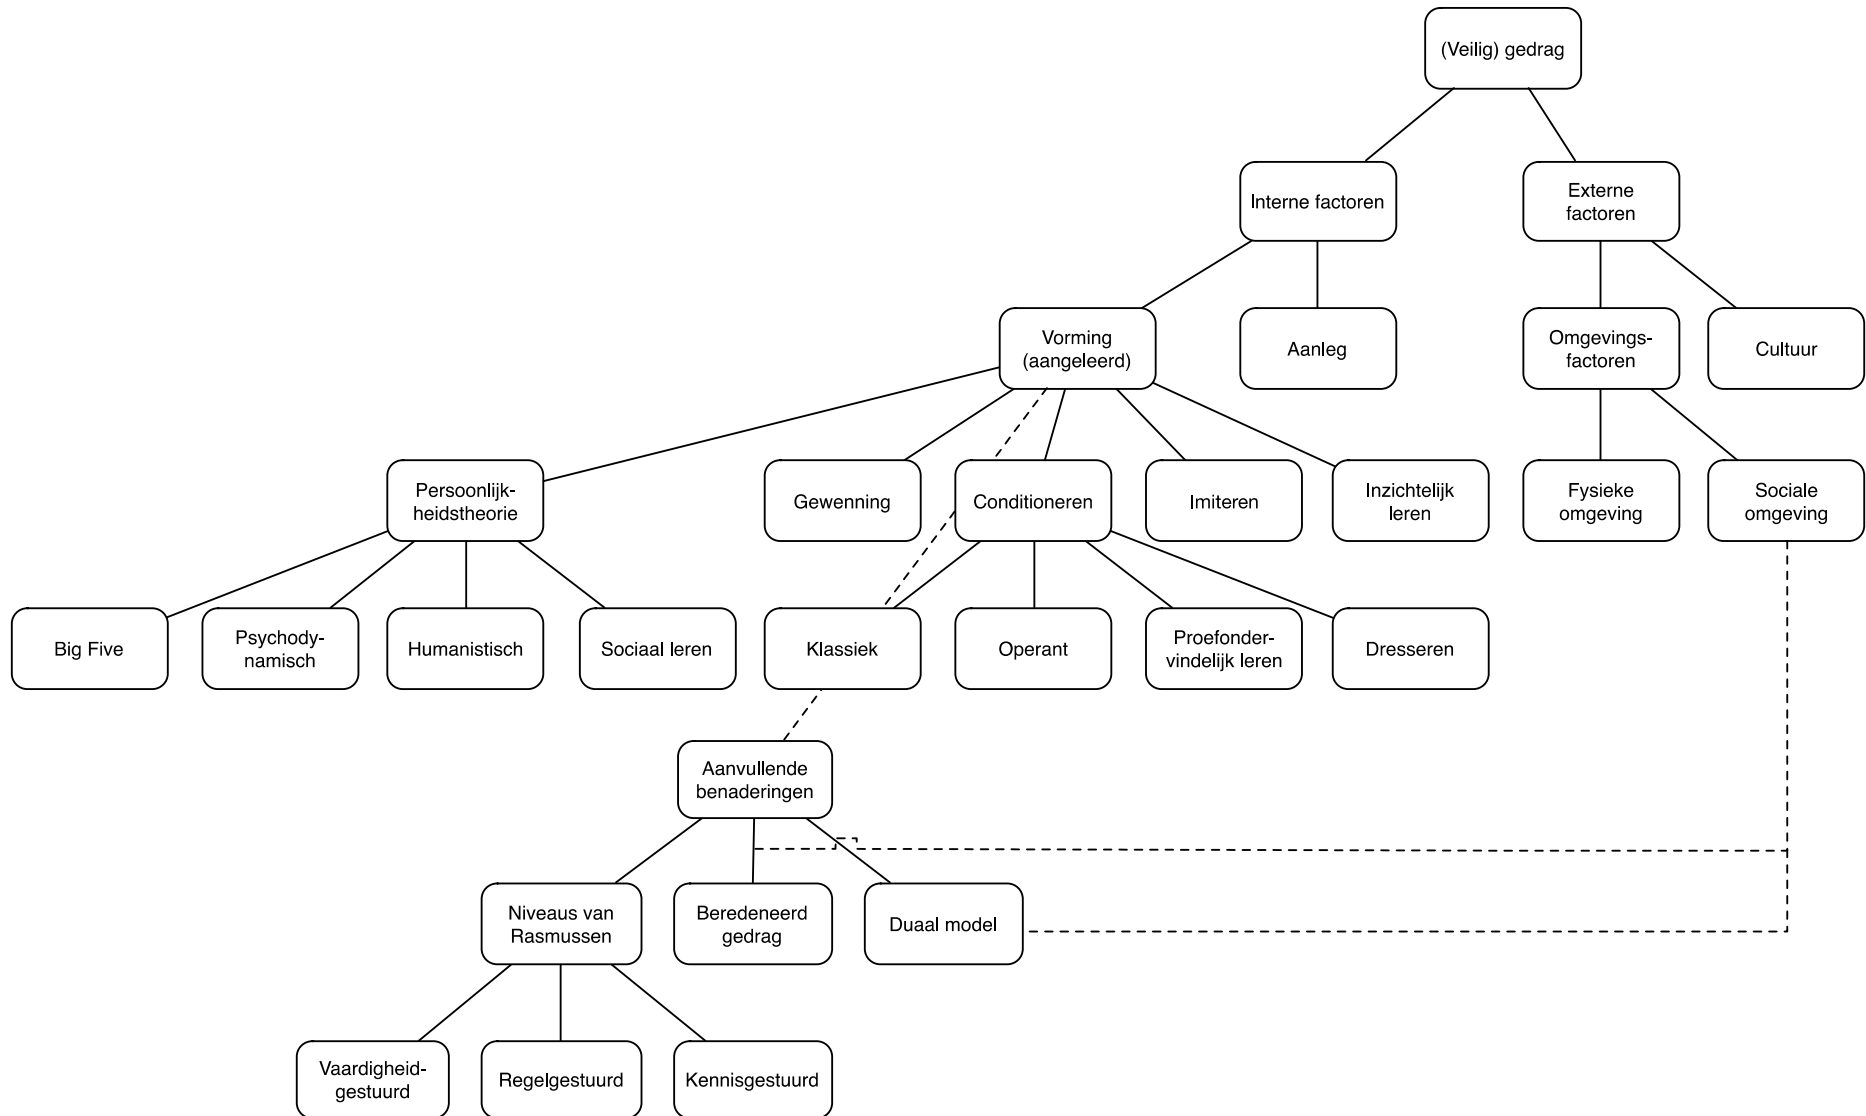 (Veilig) gedrag
Interne factoren
Externe
factoren
Vorming
(aangeleerd)
Aanleg
Omgevings-
factoren
Cultuur
Persoonlijk-
heidstheorie
Gewenning
Conditioneren
Imiteren
Inzichtelijk
leren
Fysieke
omgeving
Sociale
omgeving
Big Five
Psychody-
namisch
Humanistisch
Sociaal leren
Klassiek
Operant
Proefonder-
vindelijk leren
Dresseren
Aanvullende
benaderingen
Niveaus van
Rasmussen
Beredeneerd
gedrag
Duaal model
Vaardigheid-
gestuurd
Regelgestuurd
Kennisgestuurd